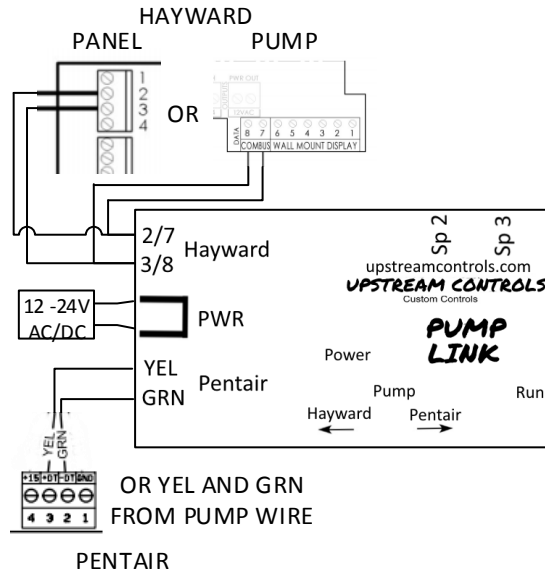 HAYWARD
PANEL
PUMP
1
2
3
4
OR
PWR OUT
12VAC
DATA
8 7 6 5 4 3 2 1
COMBUS WALL MOUNT DISPLAY
2/7
Hayward
3/8
Sp 2
Sp 3
upstreamcontrols.com
UPSTREAM CONTROLS
Custom Controls
12 -24V
AC/DC
PWR
PUMP
LINK
YEL
Pentair
GRN
Power
Pump
Run
Hayward
Pentair
YEL
GRN
+15 +DT -DT GND
4 3 2 1
OR YEL AND GRN
FROM PUMP WIRE
PENTAIR